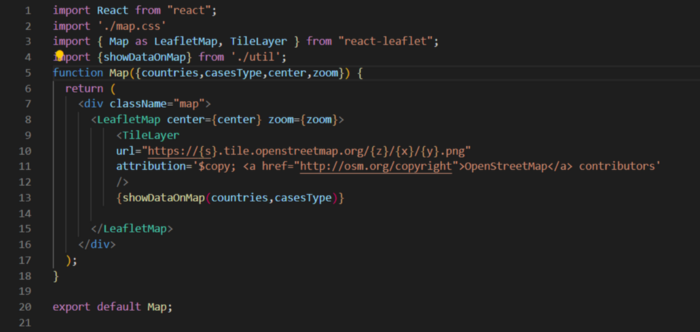 1 import React from "react";
2 import './map.css'
3 import { Map as LeafletMap, TileLayer } from "react-leaflet";
4 import {showDataOnMap} from './util';
5 function Map({countries,casesType,center,zoom}) {
6 return (
7 <div className="map">
8 <LeafletMap center={center} zoom={zoom}>
9 <TileLayer
10 url="https://{s}.tile.openstreetmap.org/{z}/{x}/{y}.png"
11 attribution='$copy; <a href="http://osm.org/copyright">OpenStreetMap</a> contributors'
12 />
13 {showDataOnMap(countries,casesType)}
14
15 </LeafletMap>
16 </div>
17 );
18 }
19
20 export default Map;
21